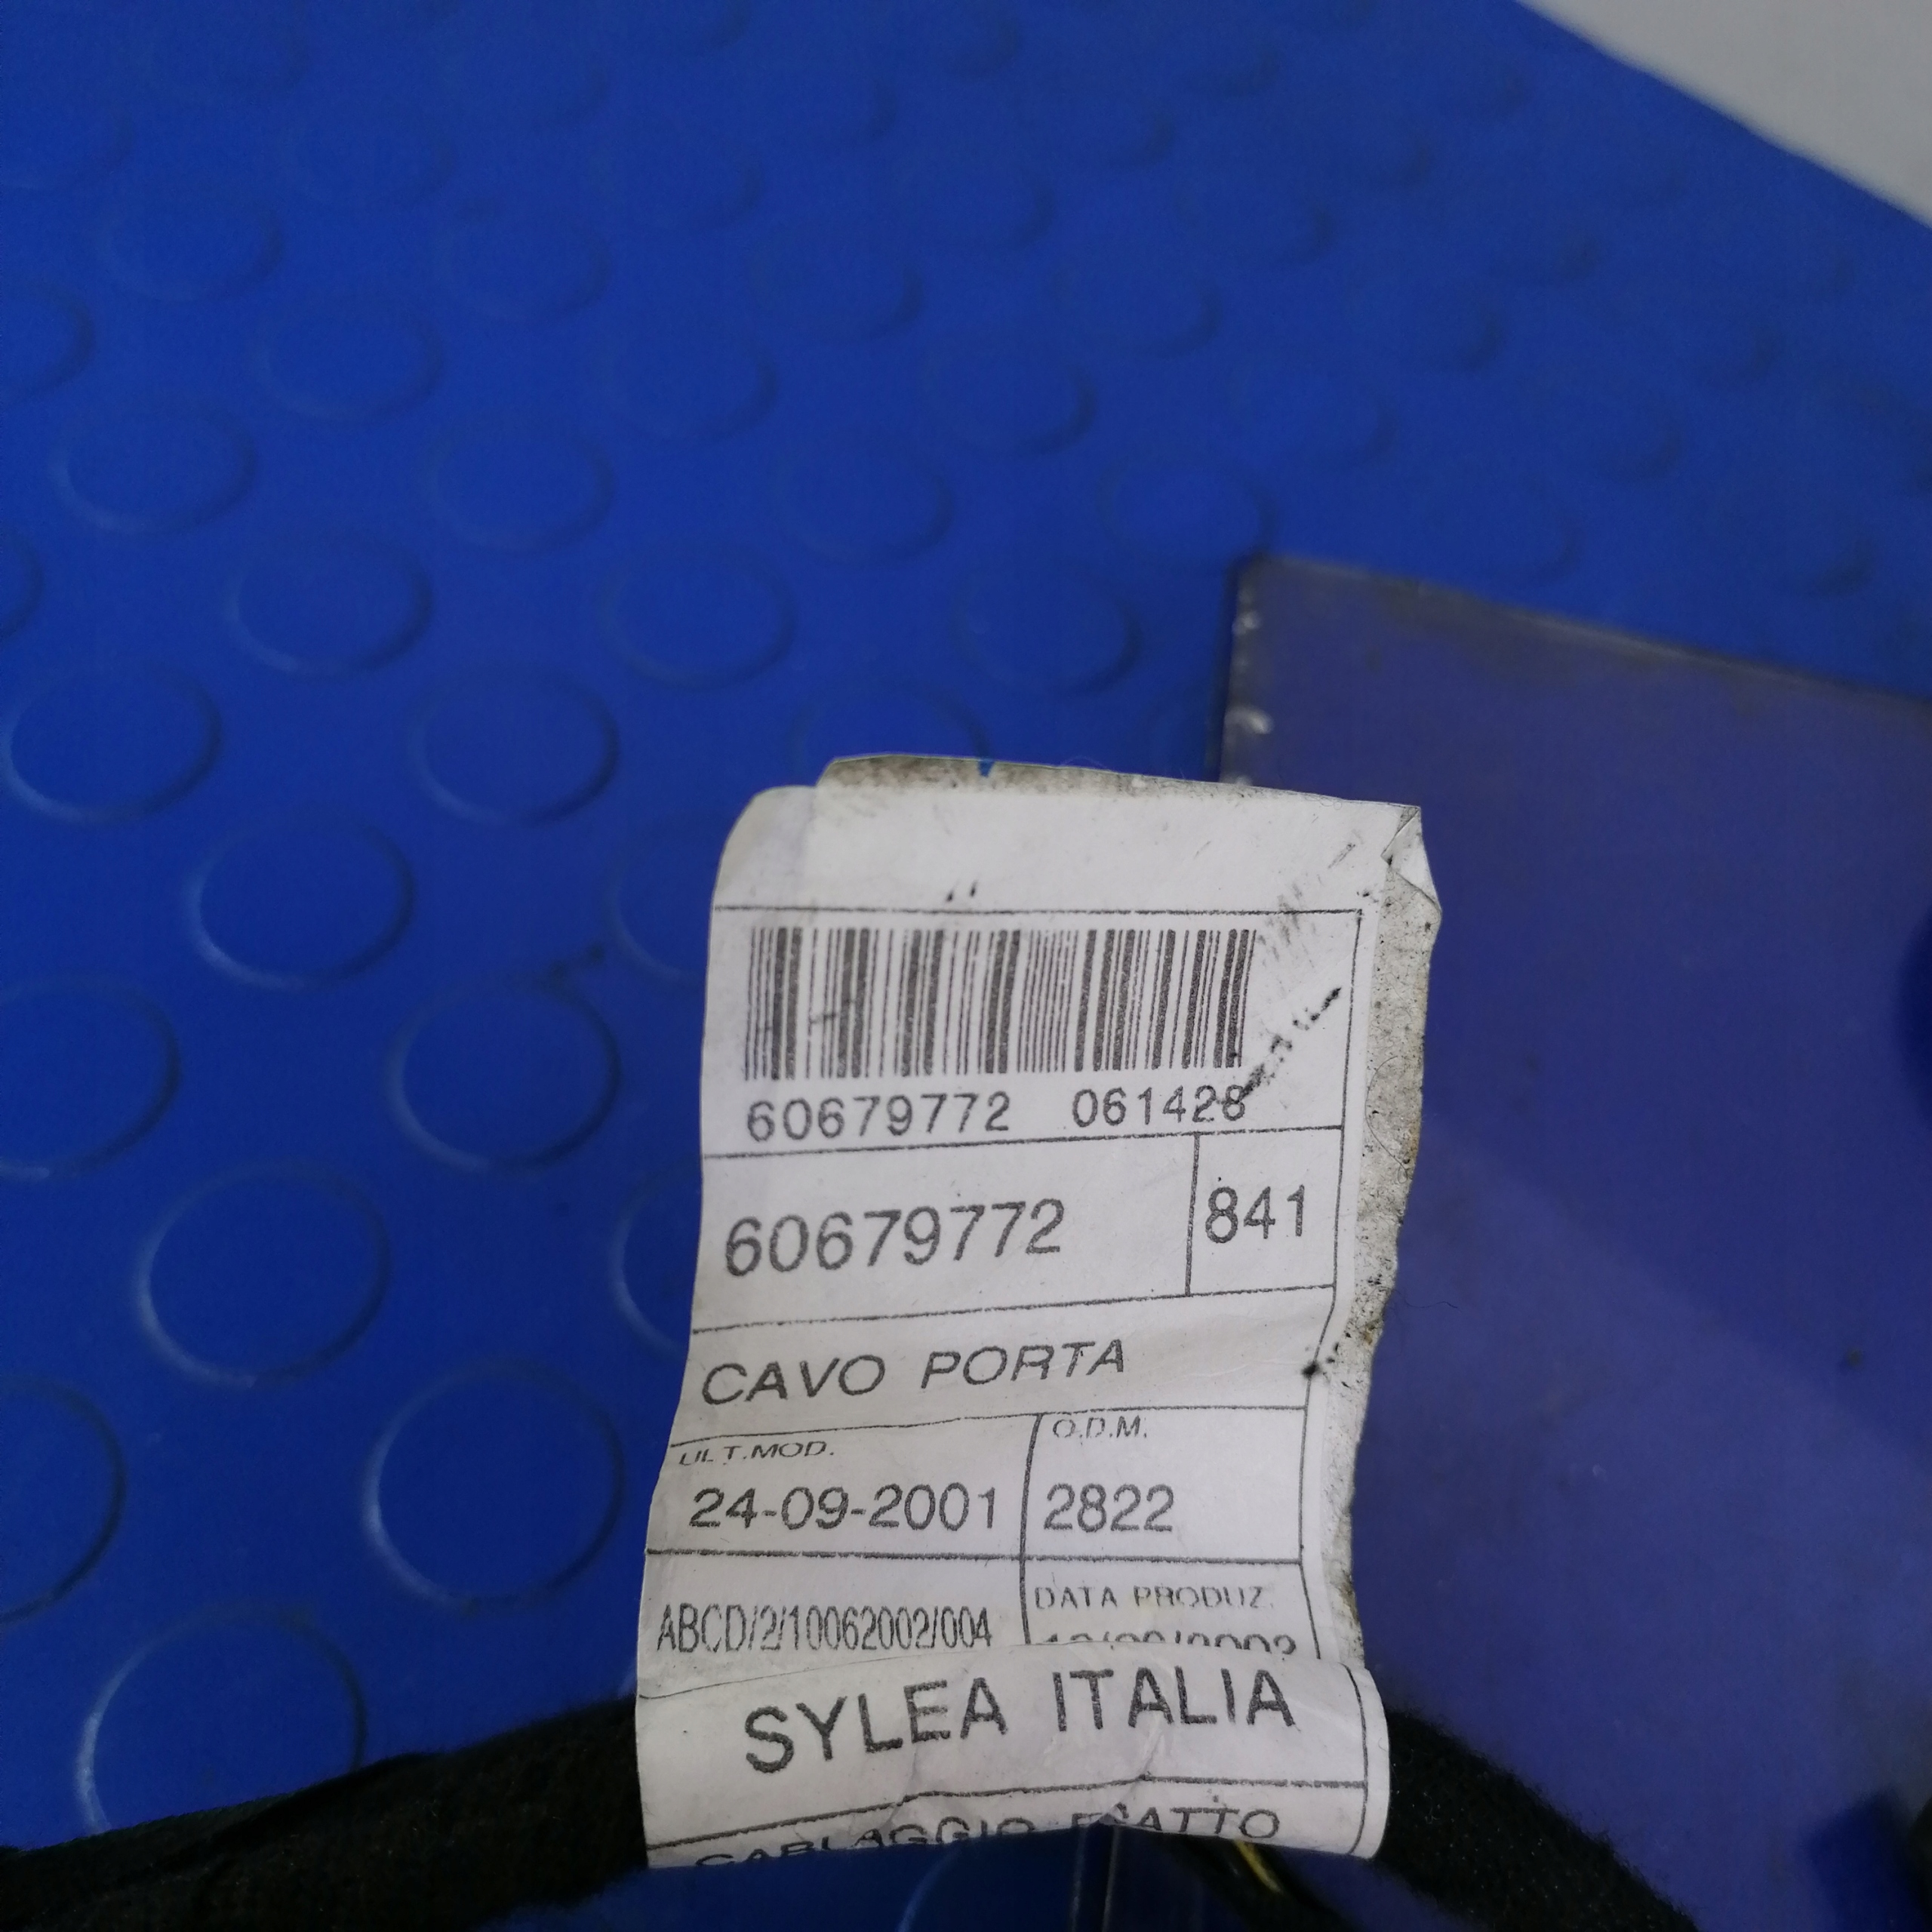 60679772 061428
60679772 841
CAVO PORTA
ULT.MOD. O.D.M.
24-09-2001 2822
ABCD/2/10062002/004 DATA PRODUZ.
SYLEA ITALIA
CABLAGGIO